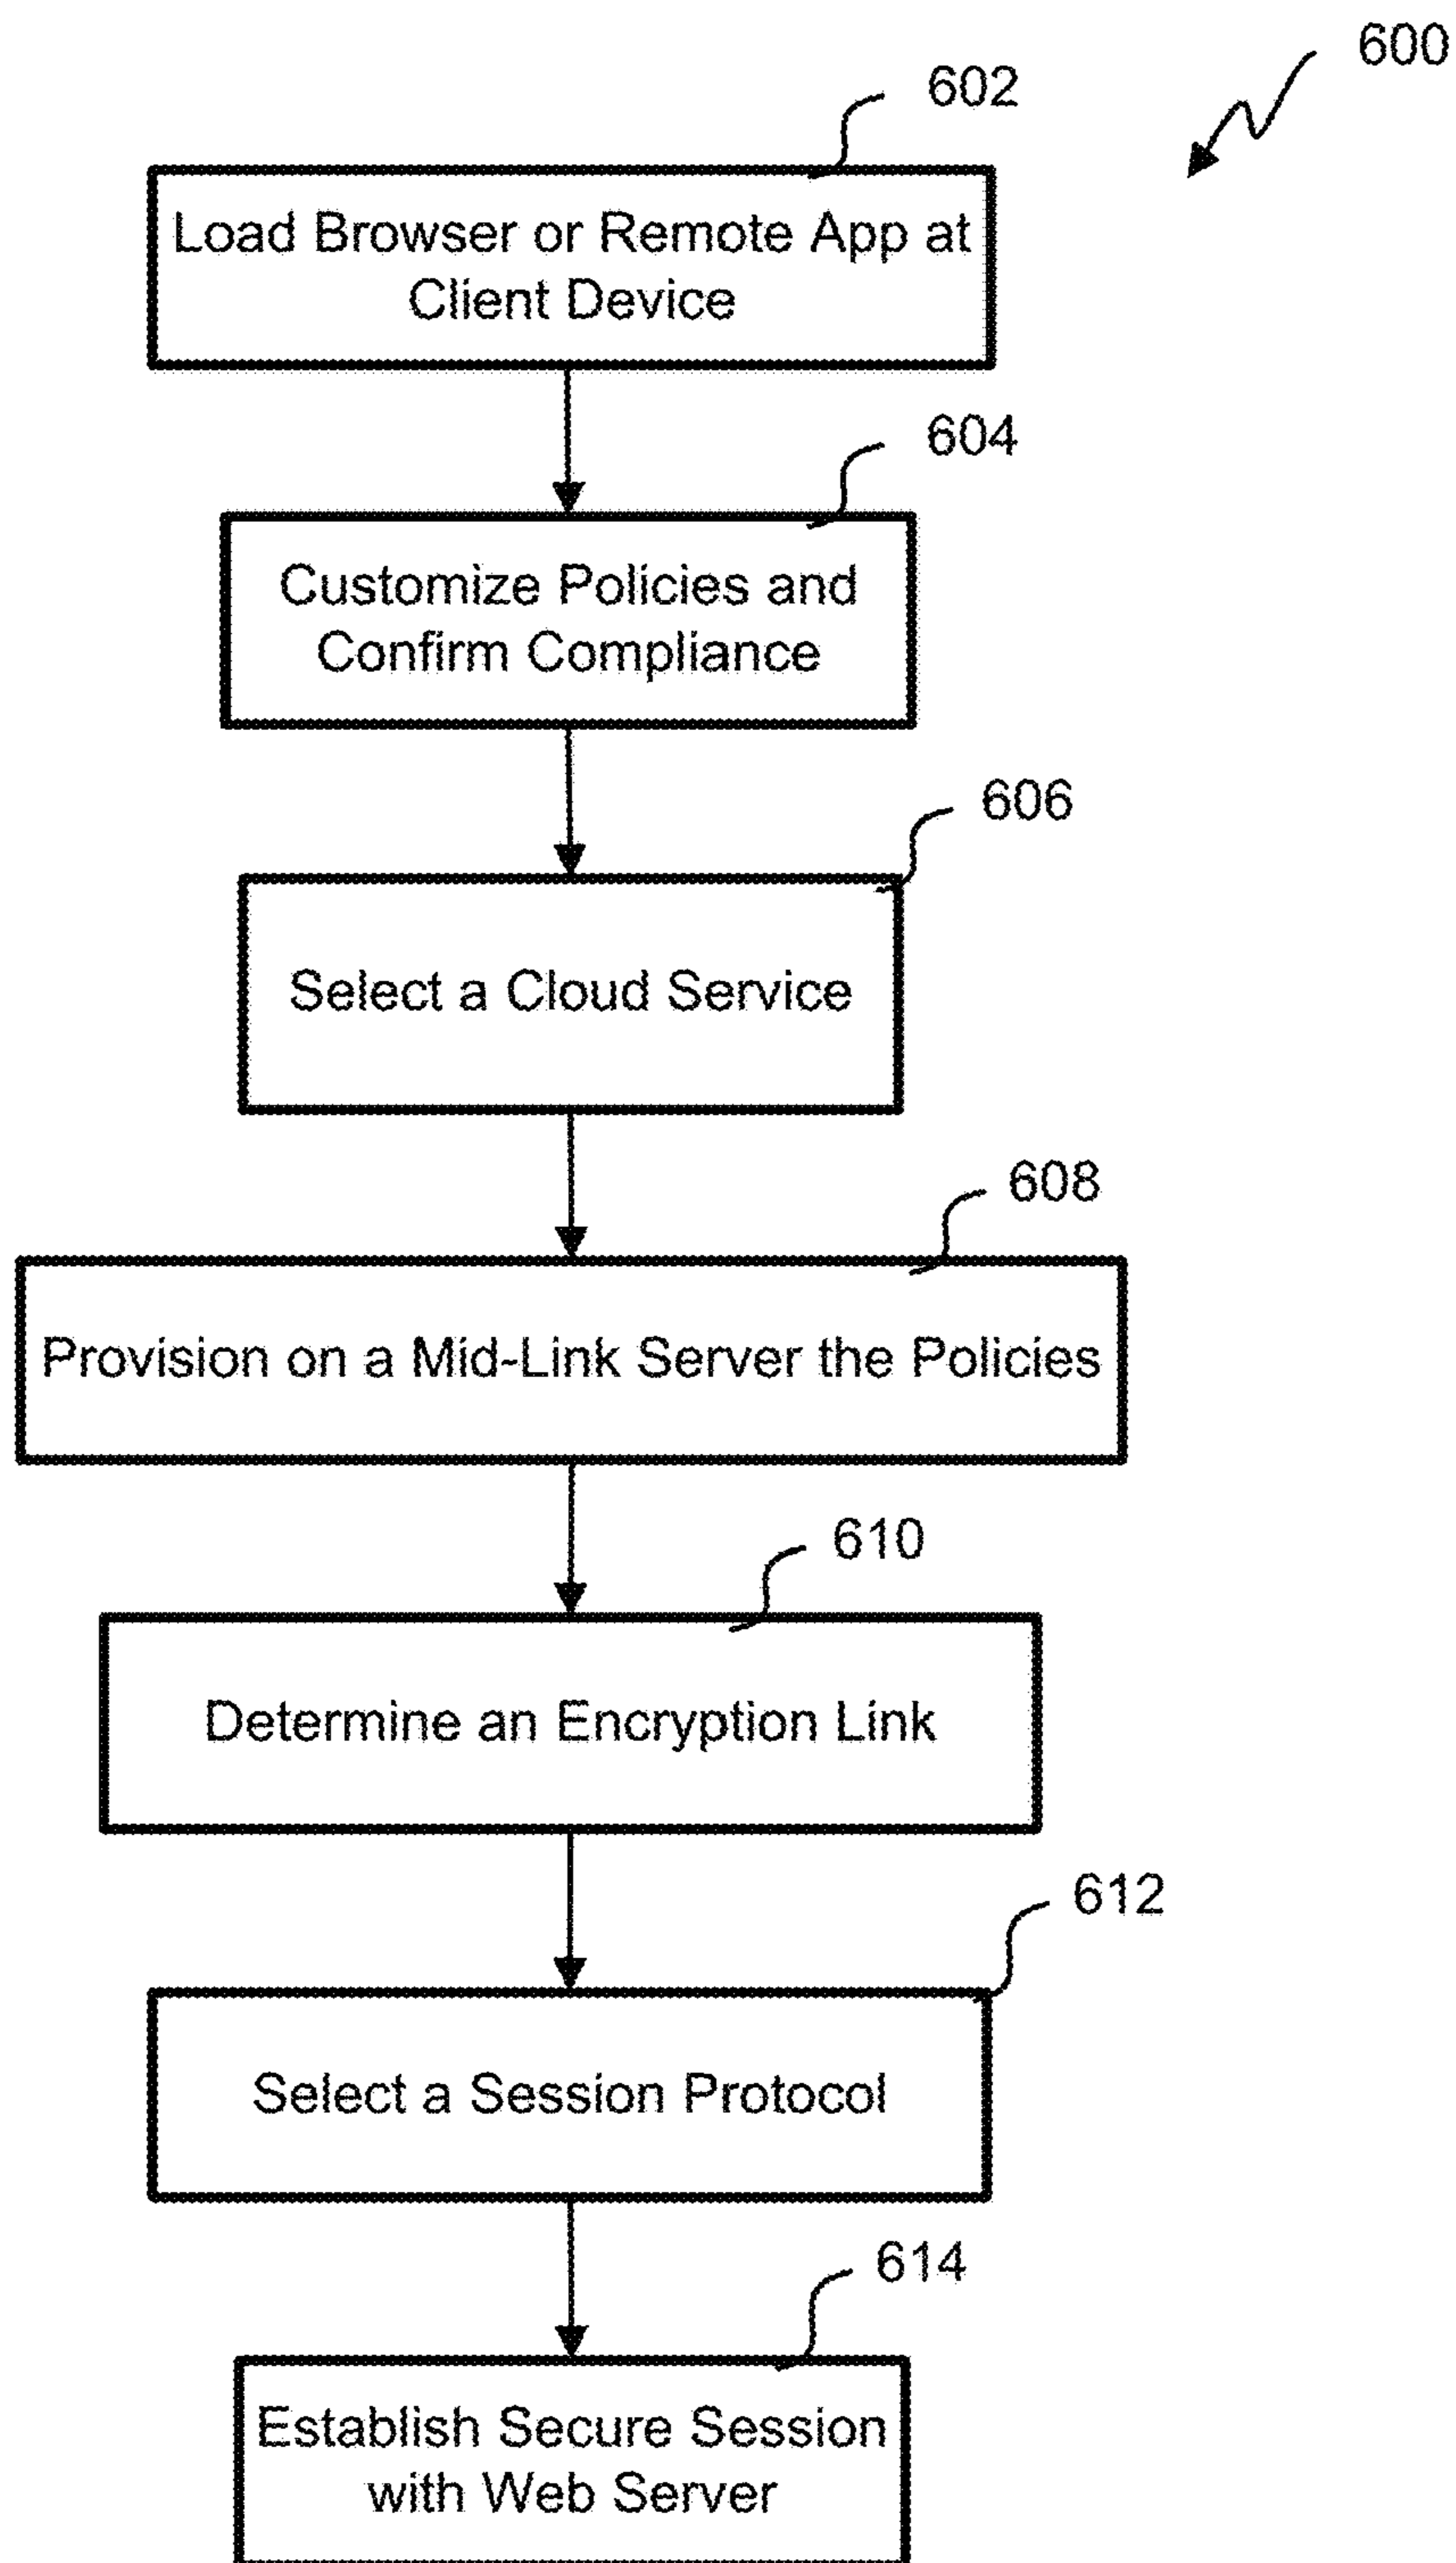 600
602
Load Browser or Remote App at
Client Device
604
Customize Policies and
Confirm Compliance
606
Select a Cloud Service
608
Provision on a Mid-Link Server the Policies
610
Determine an Encryption Link
612
Select a Session Protocol
614
Establish Secure Session
with Web Server